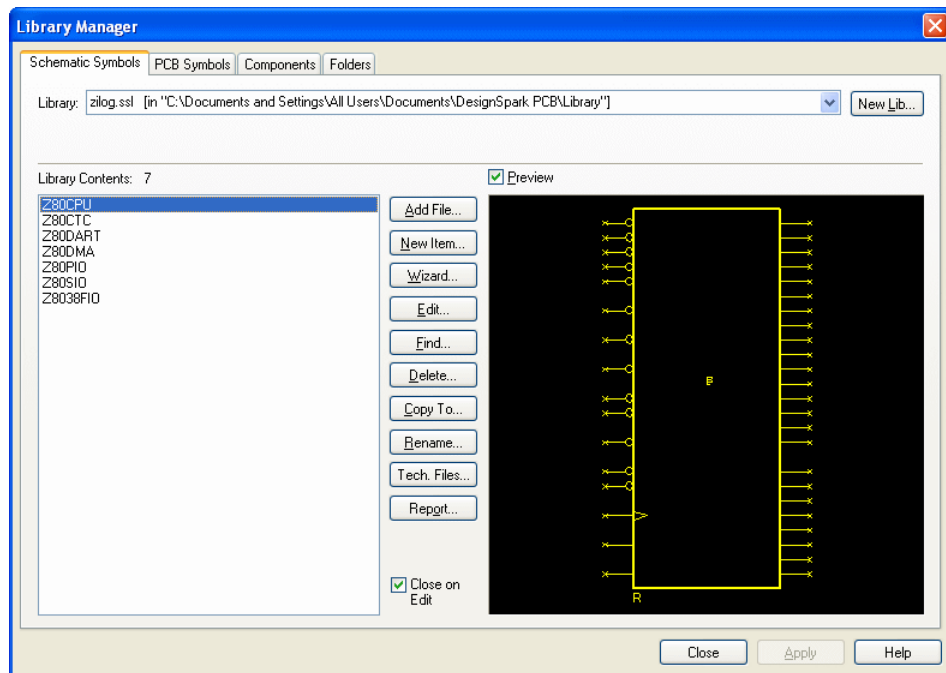 Library Manager
Schematic Symbols
PCB Symbols
Components
Folders
Library: zilog.ssl [in "C:\Documents and Settings\All Users\Documents\DesignSpark PCB\Library"]
New Lib...
Library Contents: 7
Preview
Z80CPU
Z80CTC
Z80DART
Z80DMA
Z80PIO
Z80SIO
Z8038FIO
Add File...
New Item...
Wizard...
Edit...
Find...
Delete...
Copy To...
Rename...
Tech. Files...
Report...
Close on
Edit
R
Close
Apply
Help